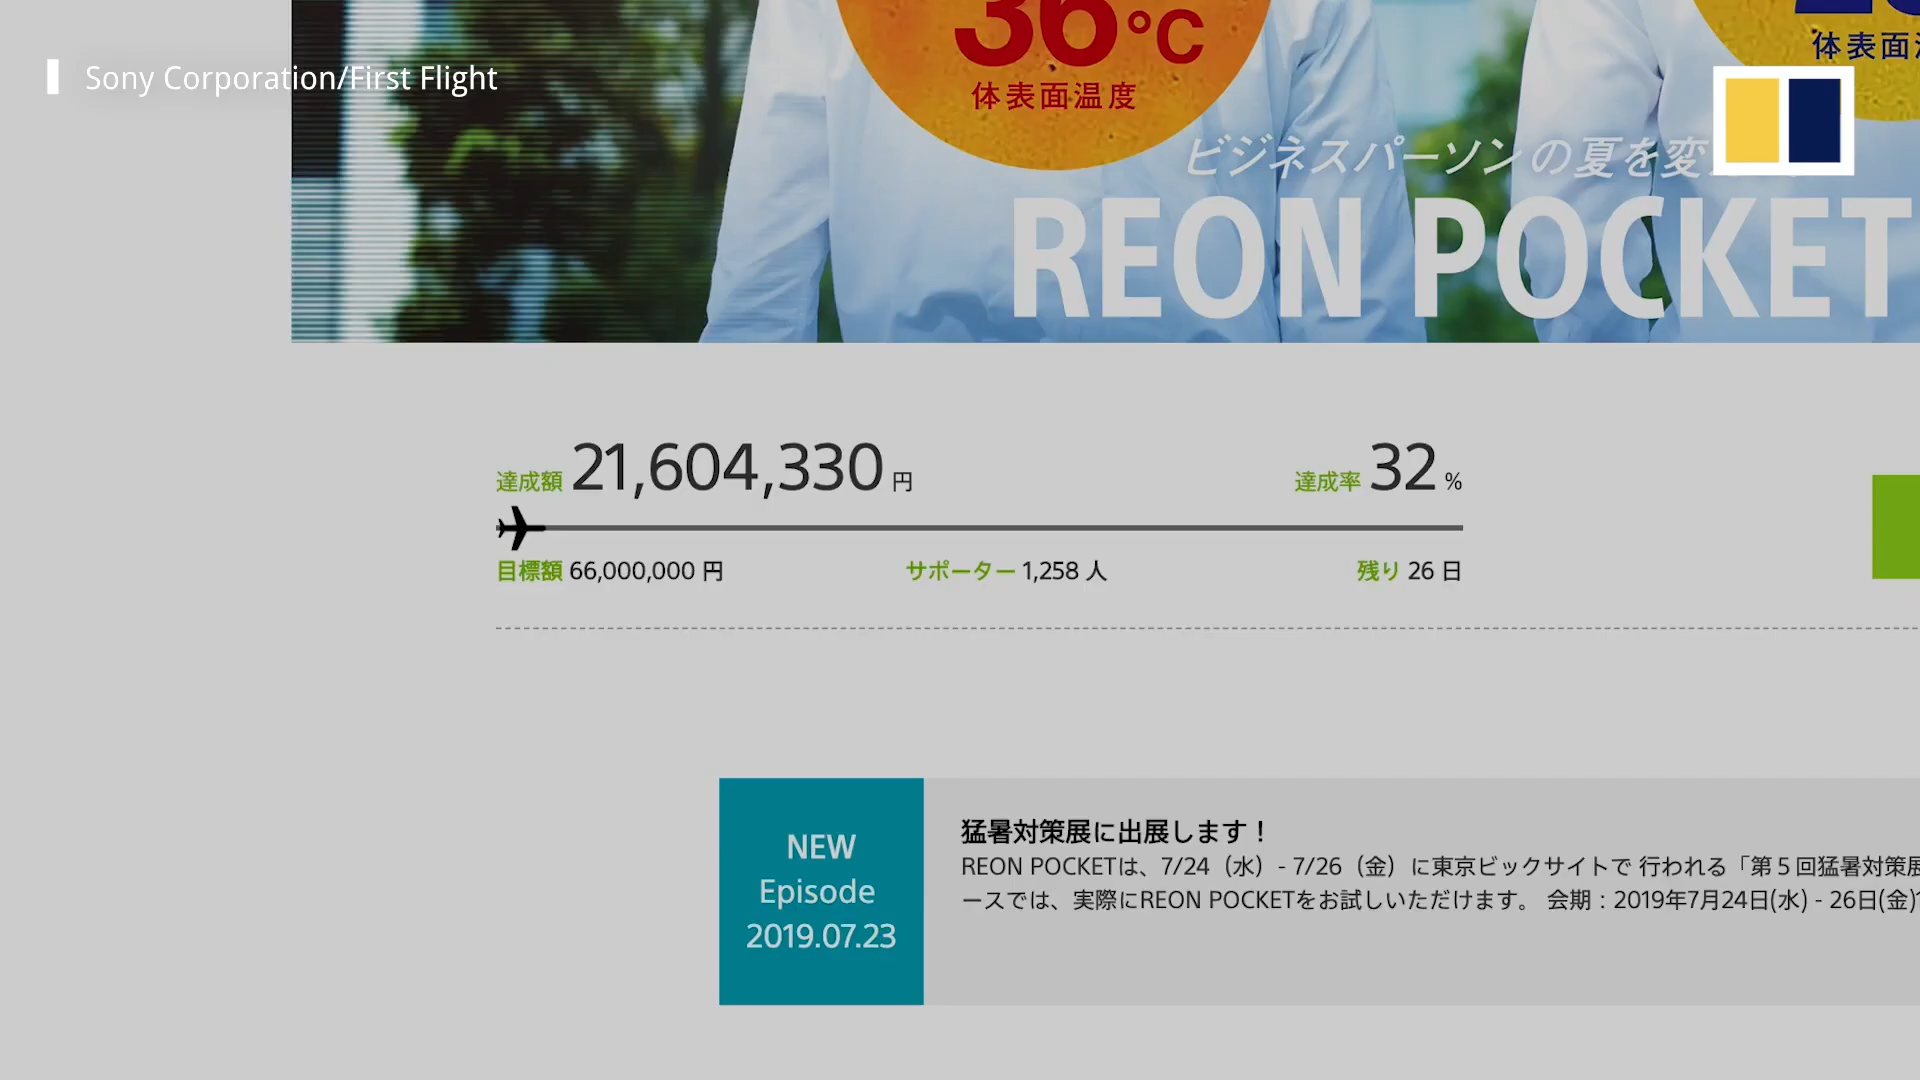 Sony Corporation/First Flight
36°C
体表面温度
体表面
ビジネスパーソンの夏を変
REON POCKET
達成額 21,604,330 円
達成率 32 %
目標額 66,000,000 円
サポーター 1,258 人
残り 26 日
NEW
Episode
2019.07.23
猛暑対策展に出展します！
REON POCKETは、7/24（水）- 7/26（金）に東京ビックサイトで 行われる「第５回猛暑対策展
ースでは、実際にREON POCKETをお試しいただけます。 会期：2019年7月24日(水) - 26日(金)